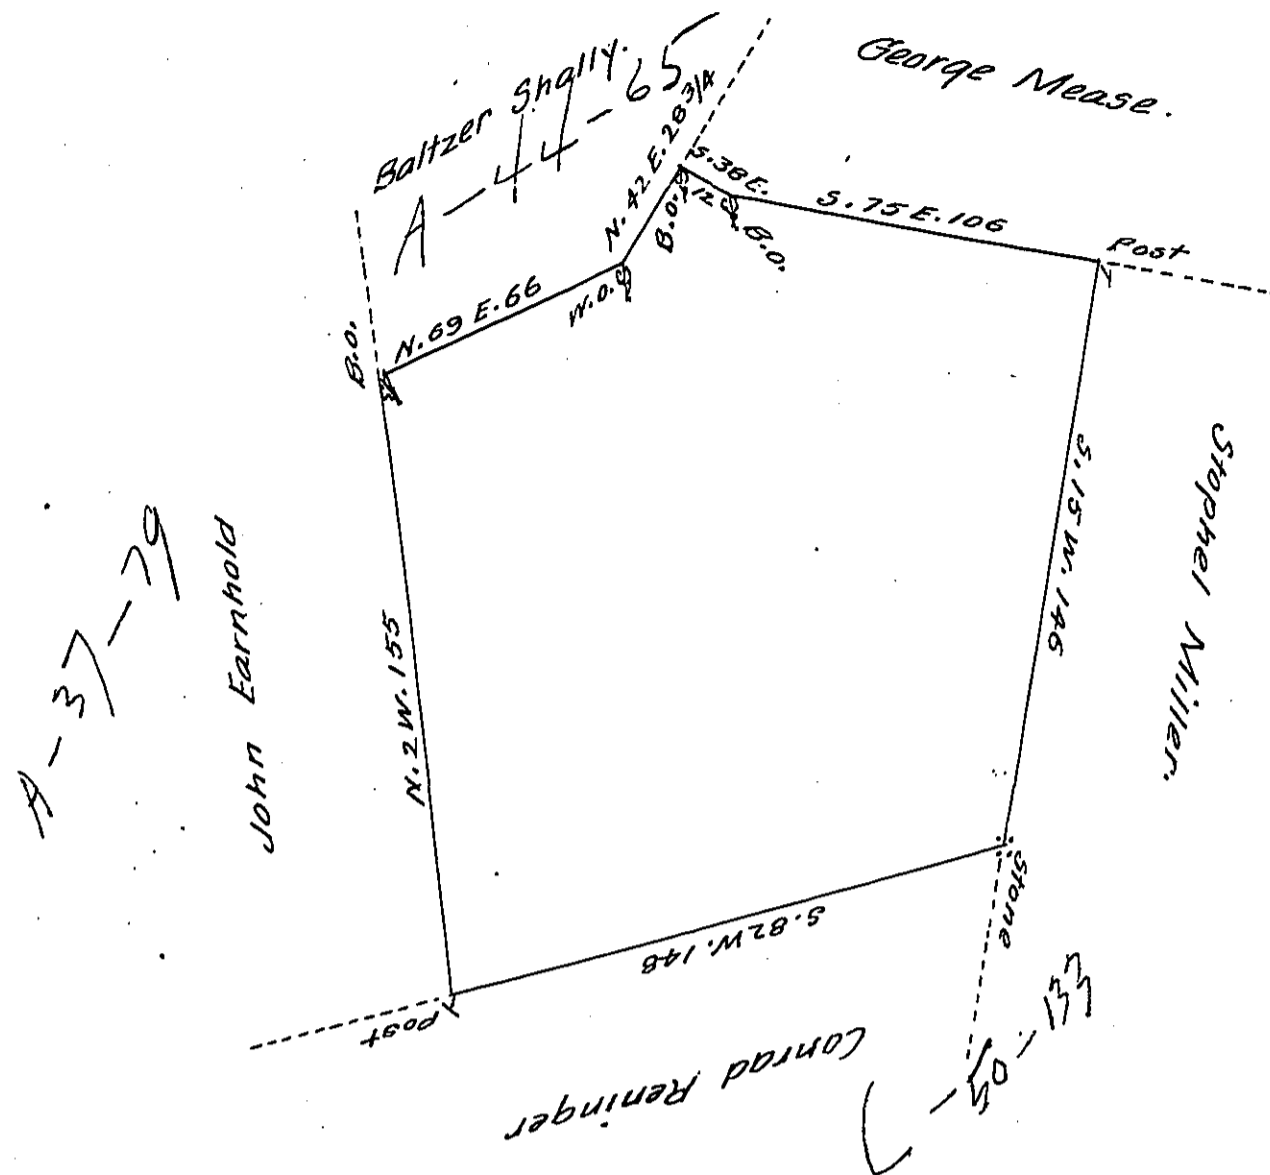 George Mease.
Baltzer Shally.
A-44-65
N. 42 E. 28 3/4
S. 38 E.
12
S. 75 E. 106
Post
B.O.
B.O.
W.O.
N. 69 E. 66
B.O.
S. 15 W. 146
Stophel Miller.
N. 2 W. 155
John Earnhold
A-37-79
Stone
S. 82 W. 148
Post
Conrad Reninger
C-50-133